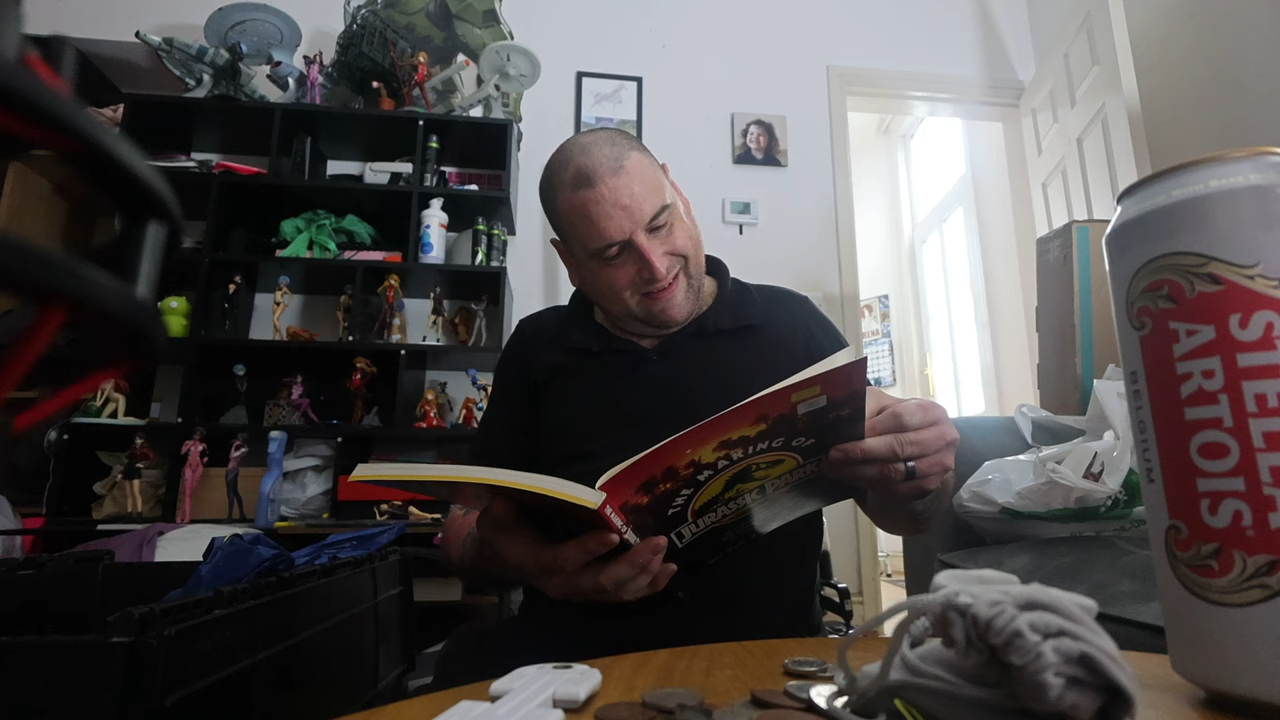 THE MAKING OF
JURASSIC PARK
STELLA
ARTOIS
BELGIUM